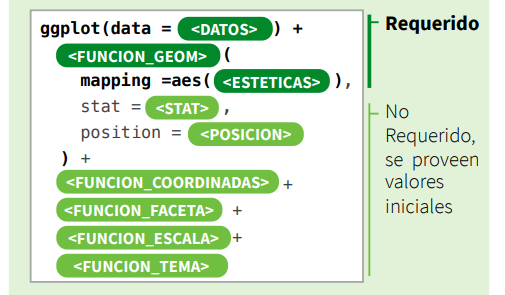 ggplot(data = <DATOS> ) +
<FUNCION_GEOM> (
mapping =aes( <ESTETICAS> ),
stat = <STAT> ,
position = <POSICION>
) +
<FUNCION_COORDINADAS> +
<FUNCION_FACETA> +
<FUNCION_ESCALA> +
<FUNCION_TEMA>
Requerido
No
Requerido,
se proveen
valores
iniciales